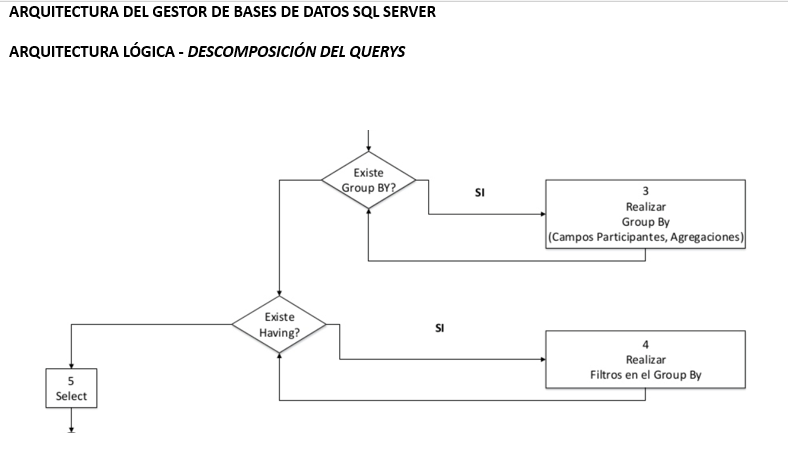 ARQUITECTURA DEL GESTOR DE BASES DE DATOS SQL SERVER
ARQUITECTURA LÓGICA - DESCOMPOSICIÓN DEL QUERYS
Existe
Group BY?
SI
3
Realizar
Group By
(Campos Participantes, Agregaciones)
Existe
Having?
SI
4
Realizar
Filtros en el Group By
5
Select